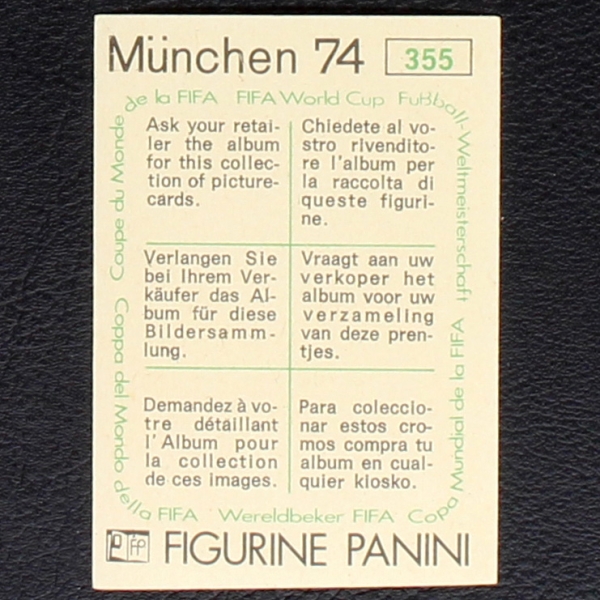 München 74 355
Coupe du Monde de la FIFA FIFA World Cup Fußball-Weltmeisterschaft
Ask your retai-
ler the album
for this collec-
tion of picture-
cards.
Chiedete al vo-
stro rivendito-
re l'album per
la raccolta di
queste figuri-
ne.
Verlangen Sie
bei Ihrem Ver-
käufer das Al-
bum für diese
Bildersamm-
lung.
Vraagt aan uw
verkoper het
album voor uw
verzameling
van deze pren-
tjes.
Demandez à vo-
tre détaillant
l'Album pour
la collection
de ces images.
Para coleccio-
nar estos cro-
mos compra tu
album en cual-
quier kiosko.
Coppa del Mondo della FIFA Wereldbeker FIFA Copa Mundial de la FIFA
FIGURINE PANINI